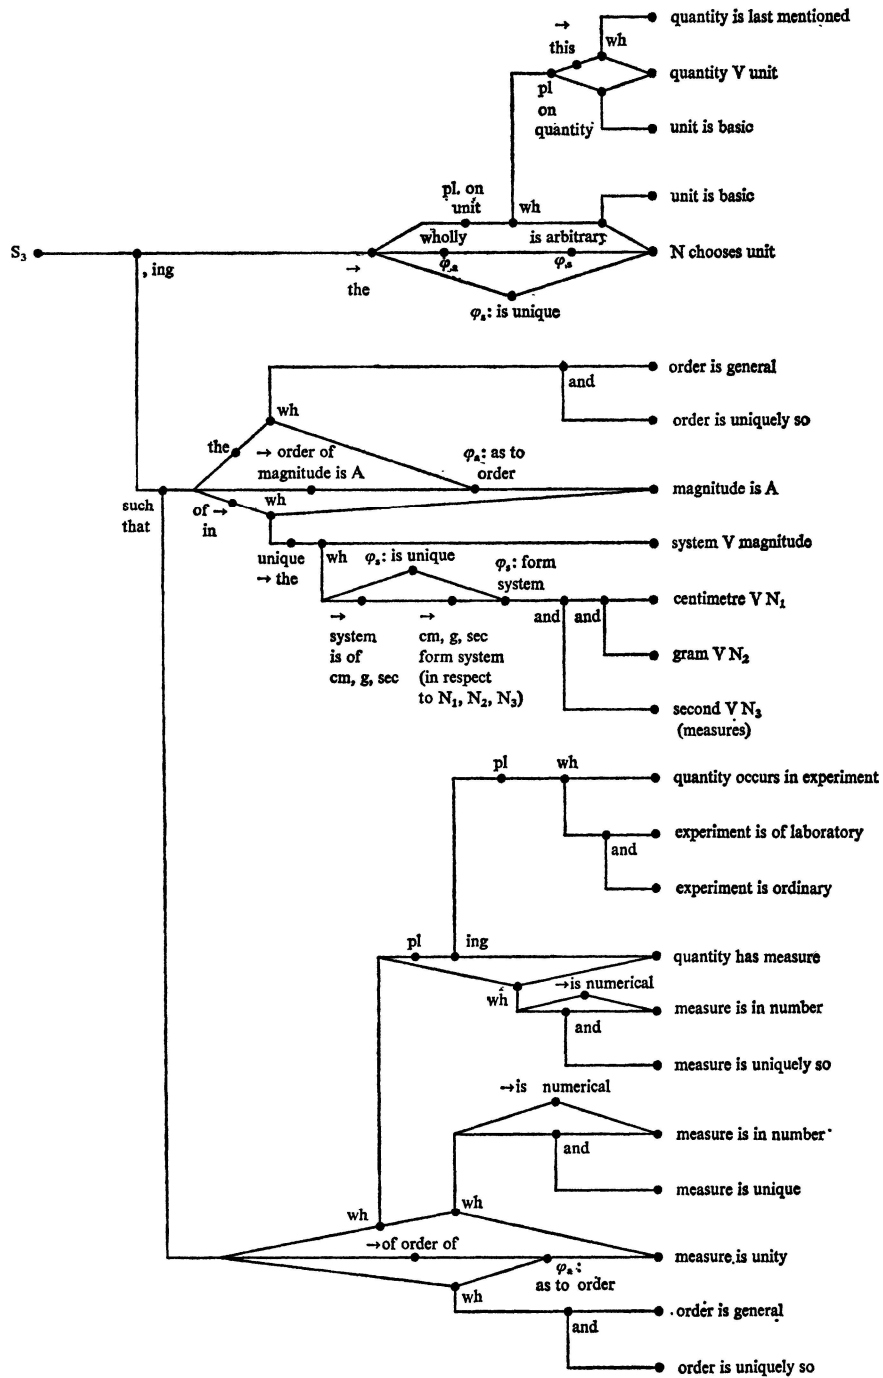 quantity is last mentioned
→
this
wh
quantity V unit
pl
on
quantity
unit is basic
pl. on
unit
wh
unit is basic
wholly
is arbitrary
S₃
N chooses unit
, ing
→
the
φₐ
φₛ
φₛ: is unique
order is general
and
wh
order is uniquely so
the
→ order of
magnitude is A
φₐ: as to
order
magnitude is A
such
that
of →
in
wh
system V magnitude
unique
→ the
wh
φₛ: is unique
φₛ: form
system
centimetre V N₁
→
system
is of
cm, g, sec
→
cm, g, sec
form system
(in respect
to N₁, N₂, N₃)
and
and
gram V N₂
second V N₃
(measures)
pl
wh
quantity occurs in experiment
experiment is of laboratory
and
experiment is ordinary
pl
ing
quantity has measure
wh
→is numerical
measure is in number
and
measure is uniquely so
→is numerical
measure is in number
and
measure is unique
wh
wh
→of order of
measure is unity
φₐ:
as to order
wh
order is general
and
order is uniquely so